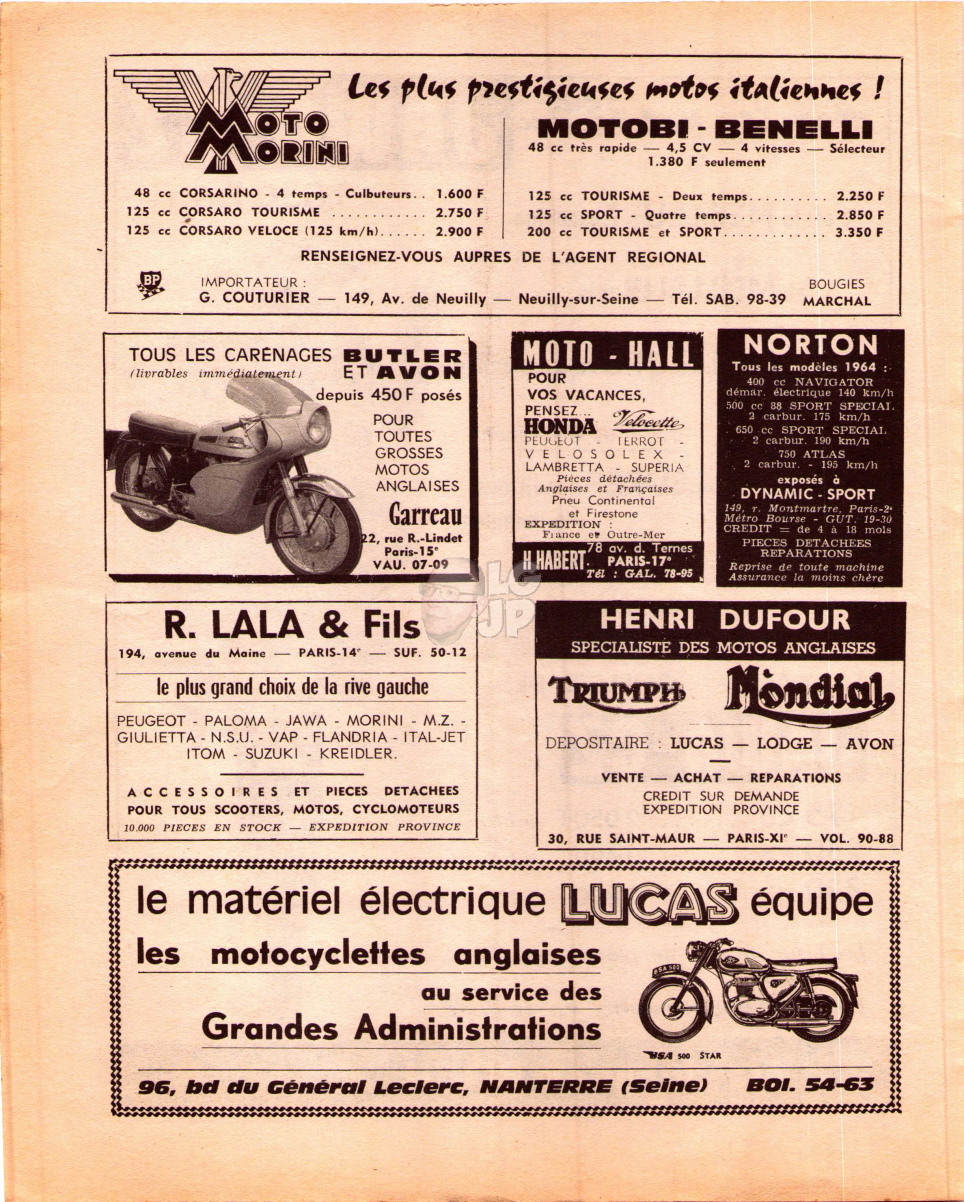 Les plus prestigieuses motos italiennes !
MOTO
MORINI
48 cc CORSARINO - 4 temps - Culbuteurs.. 1.600 F
125 cc CORSARO TOURISME ............ 2.750 F
125 cc CORSARO VELOCE (125 km/h)...... 2.900 F
MOTOBI - BENELLI
48 cc très rapide — 4,5 CV — 4 vitesses — Sélecteur
1.380 F seulement
125 cc TOURISME - Deux temps.......... 2.250 F
125 cc SPORT - Quatre temps............ 2.850 F
200 cc TOURISME et SPORT............. 3.350 F
RENSEIGNEZ-VOUS AUPRES DE L'AGENT REGIONAL
BP
IMPORTATEUR :
G. COUTURIER — 149, Av. de Neuilly — Neuilly-sur-Seine — Tél. SAB. 98-39
BOUGIES
MARCHAL
TOUS LES CARÉNAGES BUTLER
(livrables immédiatement) ET AVON
depuis 450 F posés
POUR
TOUTES
GROSSES
MOTOS
ANGLAISES
Garreau
22, rue R.-Lindet
Paris-15e
VAU. 07-09
MOTO - HALL
POUR
VOS VACANCES,
PENSEZ...
HONDA Velocette
PEUGEOT - TERROT -
VELOSOLEX -
LAMBRETTA - SUPERIA
Pièces détachées
Anglaises et Françaises
Pneu Continental
et Firestone
EXPEDITION :
France et Outre-Mer
H. HABERT. 78 av. d. Ternes
PARIS-17e
Tél : GAL. 78-95
NORTON
Tous les modèles 1964 :
400 cc NAVIGATOR
démar. électrique 140 km/h
500 cc 88 SPORT SPECIAL
2 carbur. 175 km/h
650 cc SPORT SPECIAL
2 carbur. 190 km/h
750 ATLAS
2 carbur. - 195 km/h
exposés à
DYNAMIC - SPORT
149, r. Montmartre, Paris-2e
Métro Bourse - GUT. 19-30
CREDIT = de 4 à 18 mois
PIECES DETACHEES
REPARATIONS
Reprise de toute machine
Assurance la moins chère
LG
JP
R. LALA & Fils
194, avenue du Maine — PARIS-14e — SUF. 50-12
le plus grand choix de la rive gauche
PEUGEOT - PALOMA - JAWA - MORINI - M.Z. -
GIULIETTA - N.S.U. - VAP - FLANDRIA - ITAL-JET
ITOM - SUZUKI - KREIDLER.
ACCESSOIRES ET PIECES DETACHEES
POUR TOUS SCOOTERS, MOTOS, CYCLOMOTEURS
10.000 PIECES EN STOCK — EXPEDITION PROVINCE
HENRI DUFOUR
SPECIALISTE DES MOTOS ANGLAISES
TRIUMPH Mondial
DEPOSITAIRE : LUCAS — LODGE — AVON
VENTE — ACHAT — REPARATIONS
CREDIT SUR DEMANDE
EXPEDITION PROVINCE
30, RUE SAINT-MAUR — PARIS-XIe — VOL. 90-88
le matériel électrique LUCAS équipe
les motocyclettes anglaises
au service des
Grandes Administrations
BSA 500 STAR
96, bd du Général Leclerc, NANTERRE (Seine) BOI. 54-63